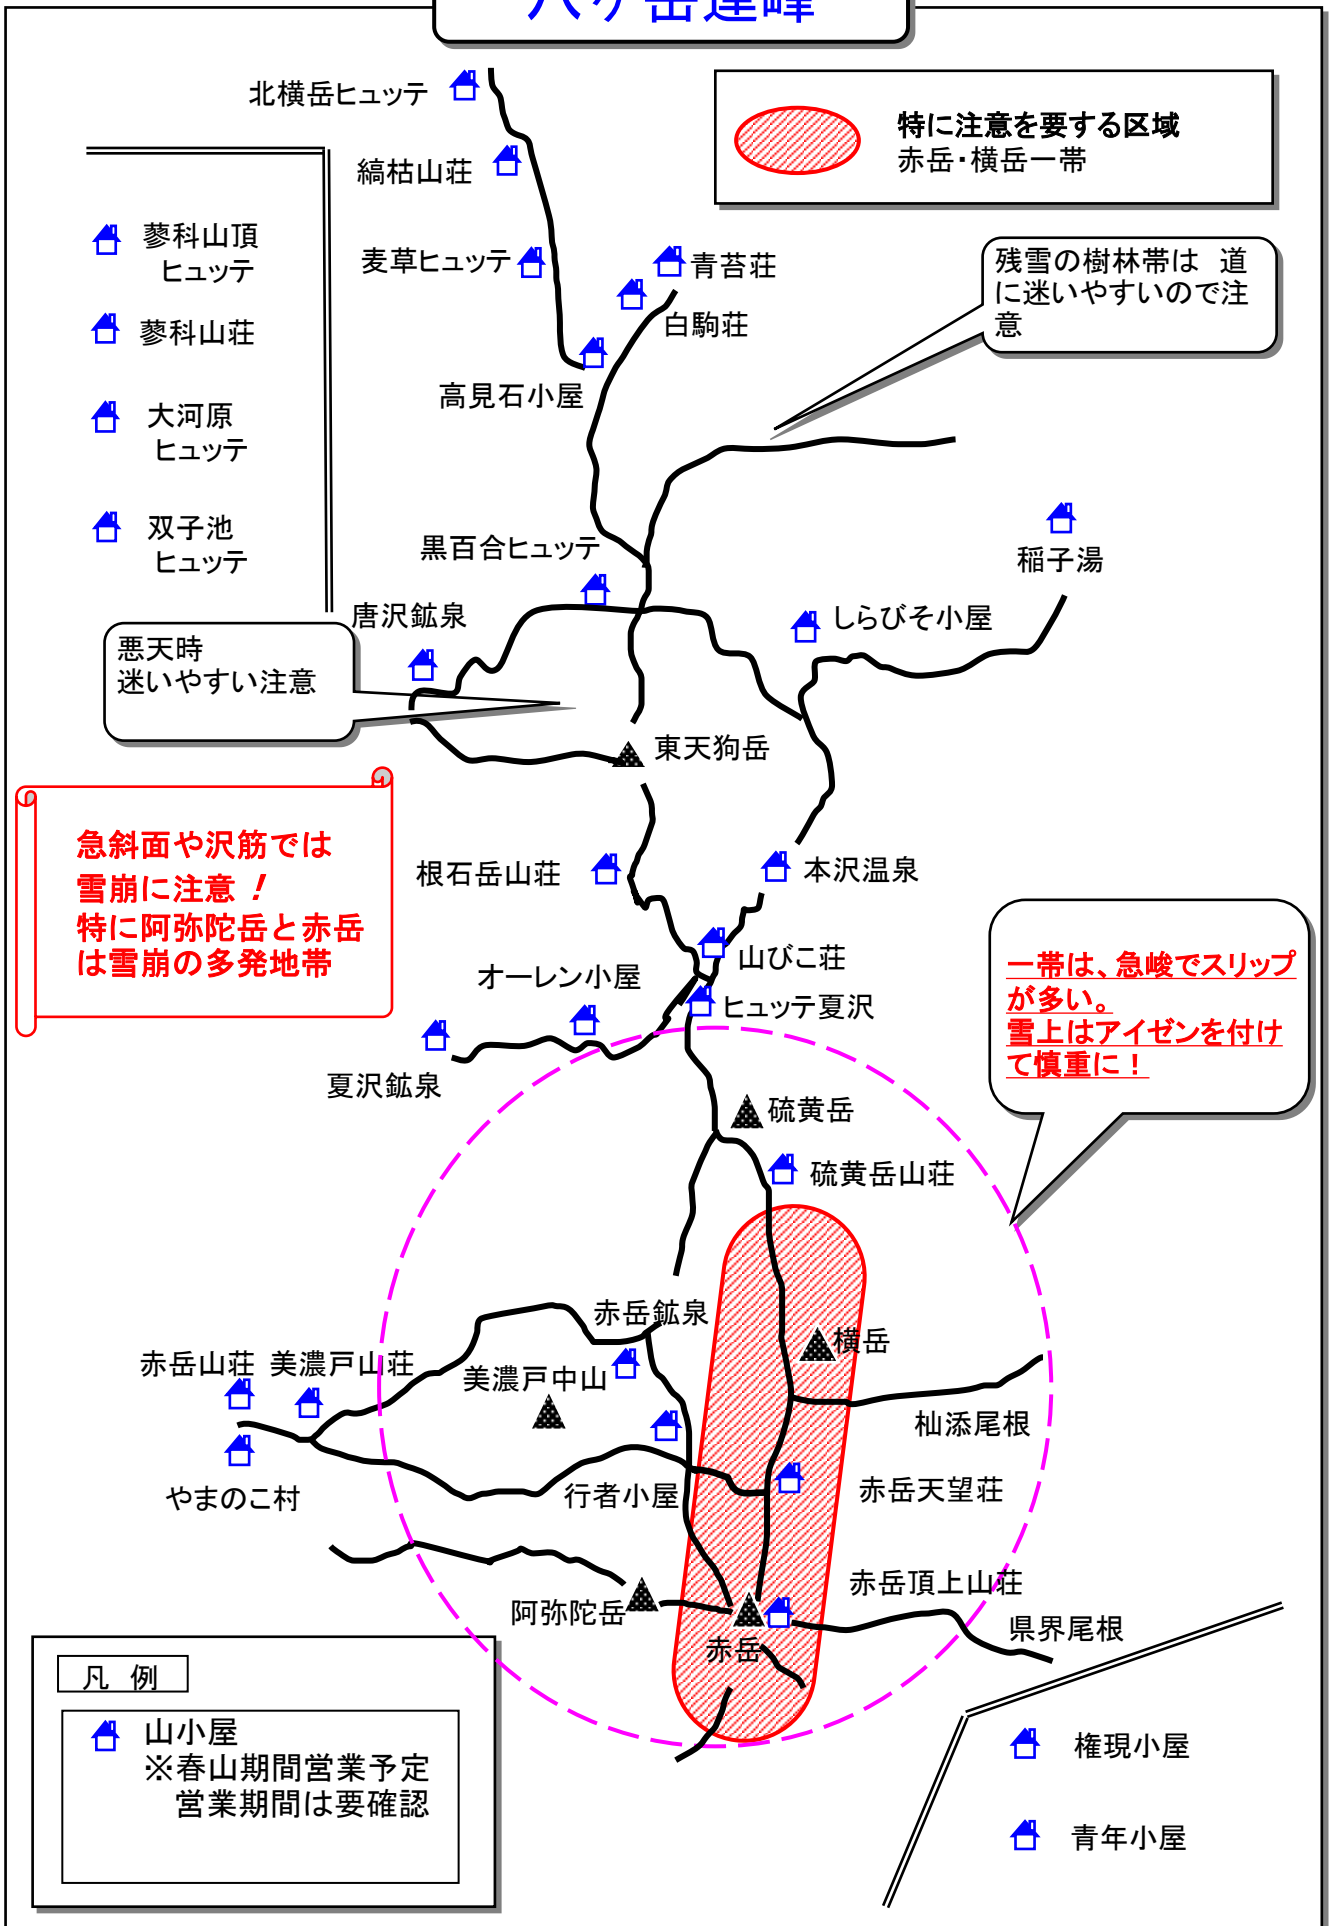 八ヶ岳連峰
北横岳ヒュッテ
特に注意を要する区域
赤岳・横岳一帯
縞枯山荘
蓼科山頂
ヒュッテ
麦草ヒュッテ
青苔荘
残雪の樹林帯は 道
に迷いやすいので注
意
白駒荘
蓼科山荘
高見石小屋
大河原
ヒュッテ
双子池
ヒュッテ
黒百合ヒュッテ
稲子湯
唐沢鉱泉
しらびそ小屋
悪天時
迷いやすい注意
東天狗岳
急斜面や沢筋では
雪崩に注意！
特に阿弥陀岳と赤岳
は雪崩の多発地帯
根石岳山荘
本沢温泉
山びこ荘
オーレン小屋
ヒュッテ夏沢
一帯は、急峻でスリップ
が多い。
雪上はアイゼンを付け
て慎重に！
夏沢鉱泉
硫黄岳
硫黄岳山荘
赤岳鉱泉
横岳
赤岳山荘
美濃戸山荘
美濃戸中山
杣添尾根
やまのこ村
行者小屋
赤岳天望荘
赤岳頂上山荘
阿弥陀岳
県界尾根
赤岳
凡 例
山小屋
※春山期間営業予定
営業期間は要確認
権現小屋
青年小屋